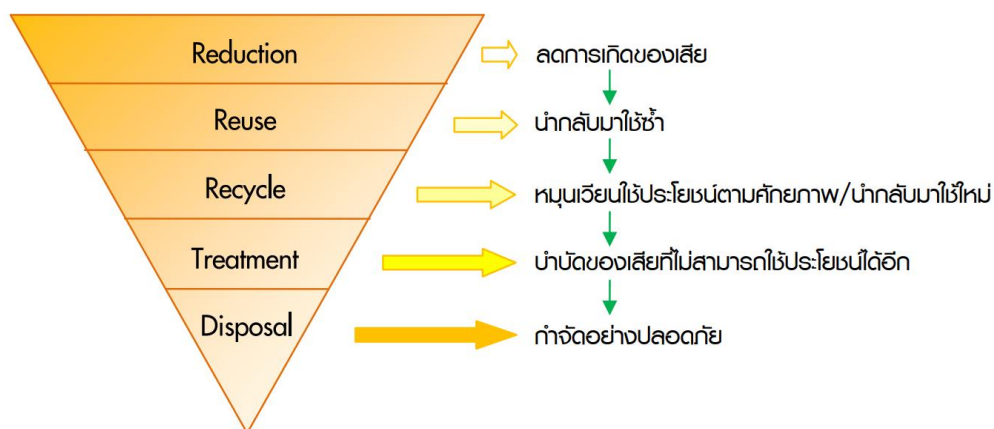 Reduction
ลดการเกิดของเสีย
Reuse
นำกลับมาใช้ซ้ำ
Recycle
หมุนเวียนใช้ประโยชน์ตามศักยภาพ/นำกลับมาใช้ใหม่
Treatment
บำบัดของเสียที่ไม่สามารถใช้ประโยชน์ได้อีก
Disposal
กำจัดอย่างปลอดภัย